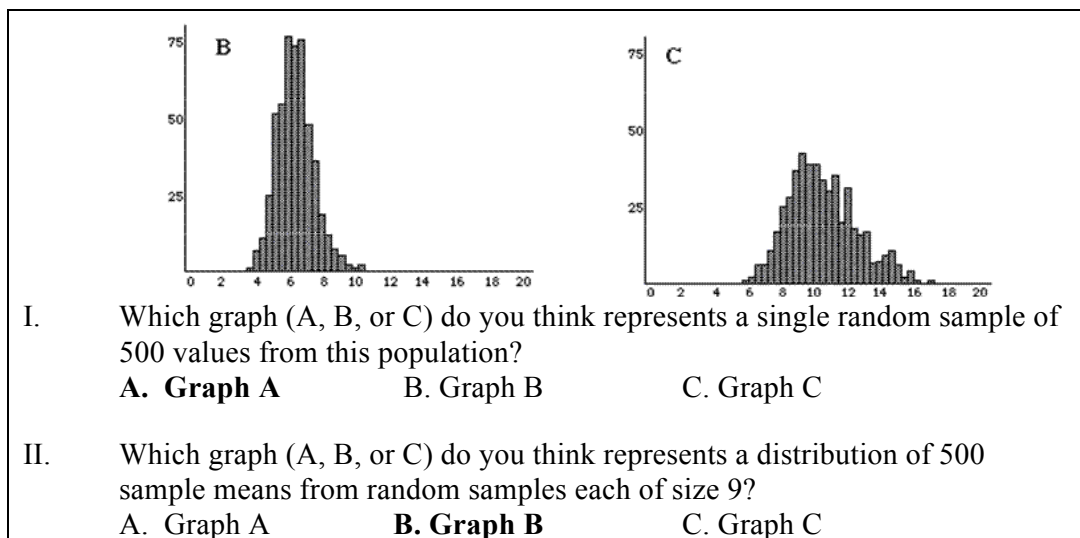 B
75
50
25
0 2 4 6 8 10 12 14 16 18 20
C
75
50
25
0 2 4 6 8 10 12 14 16 18 20
I. Which graph (A, B, or C) do you think represents a single random sample of
500 values from this population?
A. Graph A B. Graph B C. Graph C
II. Which graph (A, B, or C) do you think represents a distribution of 500
sample means from random samples each of size 9?
A. Graph A B. Graph B C. Graph C